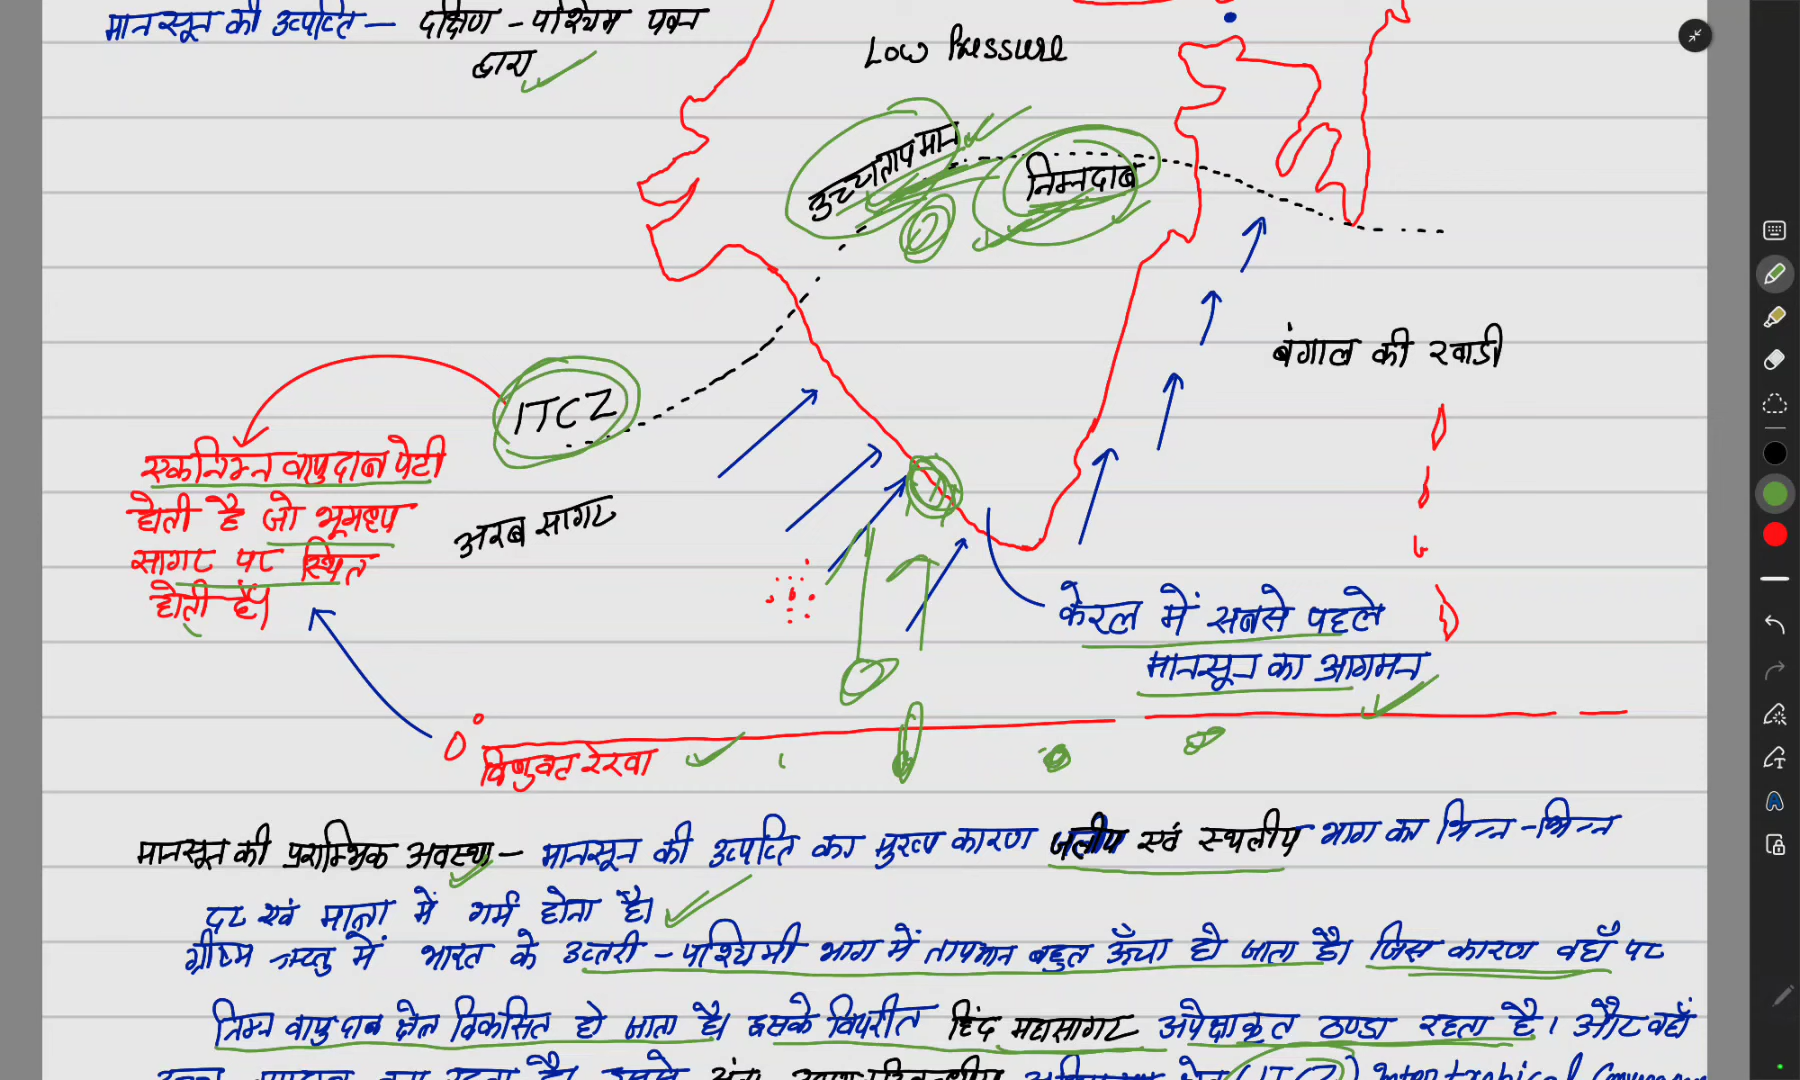 मानसून की उत्पत्ति — दक्षिण - पश्चिम पवन
द्वारा
Low Pressure
उच्चतापमान
निम्नदाब
बंगाल की खाडी
ITCZ
एकनिम्न वायुदाब पेटी
होती है जो भूमध्य
सागर पर स्थित
होती है।
अरब सागर
केरल में सबसे पहले
मानसून का आगमन
0°
विषुवत रेखा
मानसून की प्रारम्भिक अवस्था – मानसून की उत्पत्ति का मुख्य कारण जलीय एवं स्थलीय भाग का भिन्न -भिन्न
दर एवं मात्रा में गर्म होना है।
ग्रीष्म ऋतु में भारत के उत्तरी - पश्चिमी भाग में तापमान बहुत ऊँचा हो जाता है। जिस कारण वहाँ पर
निम्न वायुदाब क्षेत्र विकसित हो जाता है। इसके विपरीत हिंद महासागर अपेक्षाकृत ठण्डा रहता है। और वहाँ